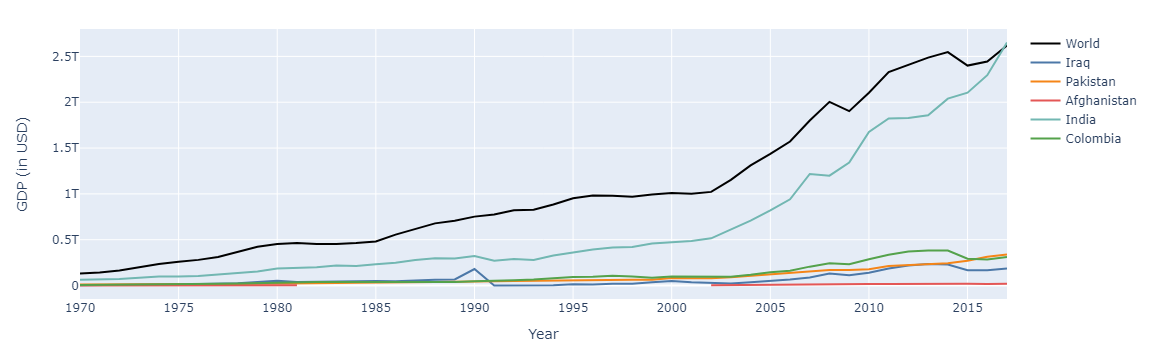 GDP (in USD)
2.5T
2T
1.5T
1T
0.5T
0
1970 1975 1980 1985 1990 1995 2000 2005 2010 2015
Year
World
Iraq
Pakistan
Afghanistan
India
Colombia